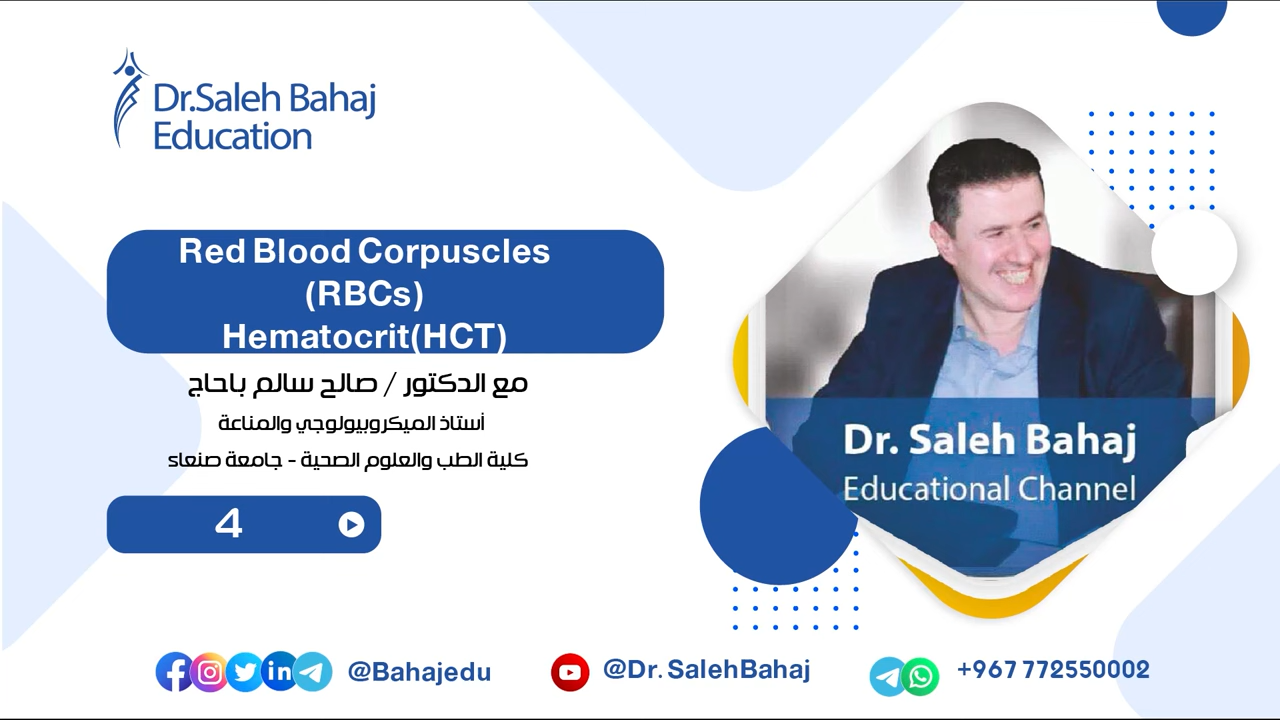 Dr.Saleh Bahaj
Education
Red Blood Corpuscles
(RBCs)
Hematocrit(HCT)
مع الدكتور / صالح سالم باحاج
أستاذ الميكروبيولوجي والمناعة
كلية الطب والعلوم الصحية - جامعة صنعاء
4
Dr. Saleh Bahaj
Educational Channel
@Bahajedu
@Dr. SalehBahaj
+967 772550002